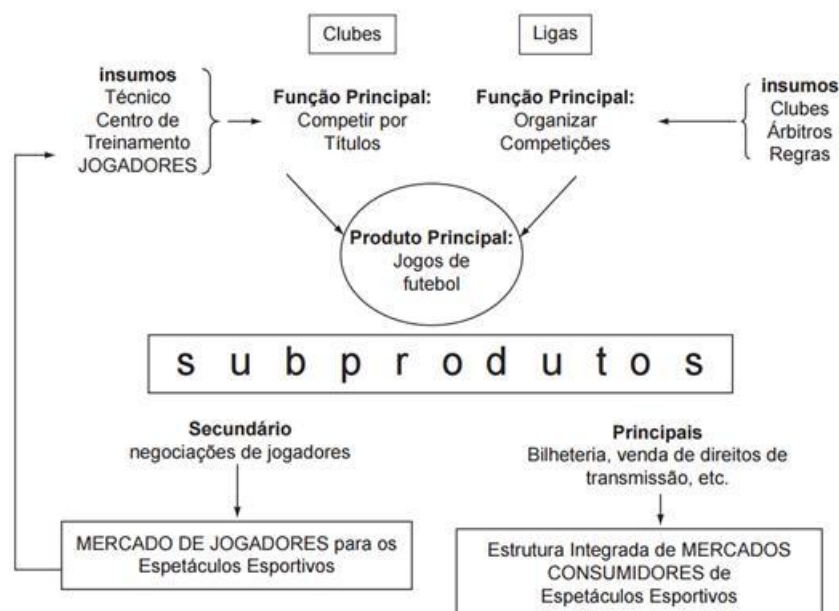 Clubes
Ligas
insumos
Técnico
Centro de
Treinamento
JOGADORES
Função Principal:
Competir por
Títulos
Função Principal:
Organizar
Competições
insumos
Clubes
Árbitros
Regras
Produto Principal:
Jogos de
futebol
subprodutos
Secundário
negociações de jogadores
Principais
Bilheteria, venda de direitos de
transmissão, etc.
MERCADO DE JOGADORES para os
Espetáculos Esportivos
Estrutura Integrada de MERCADOS
CONSUMIDORES de
Espetáculos Esportivos